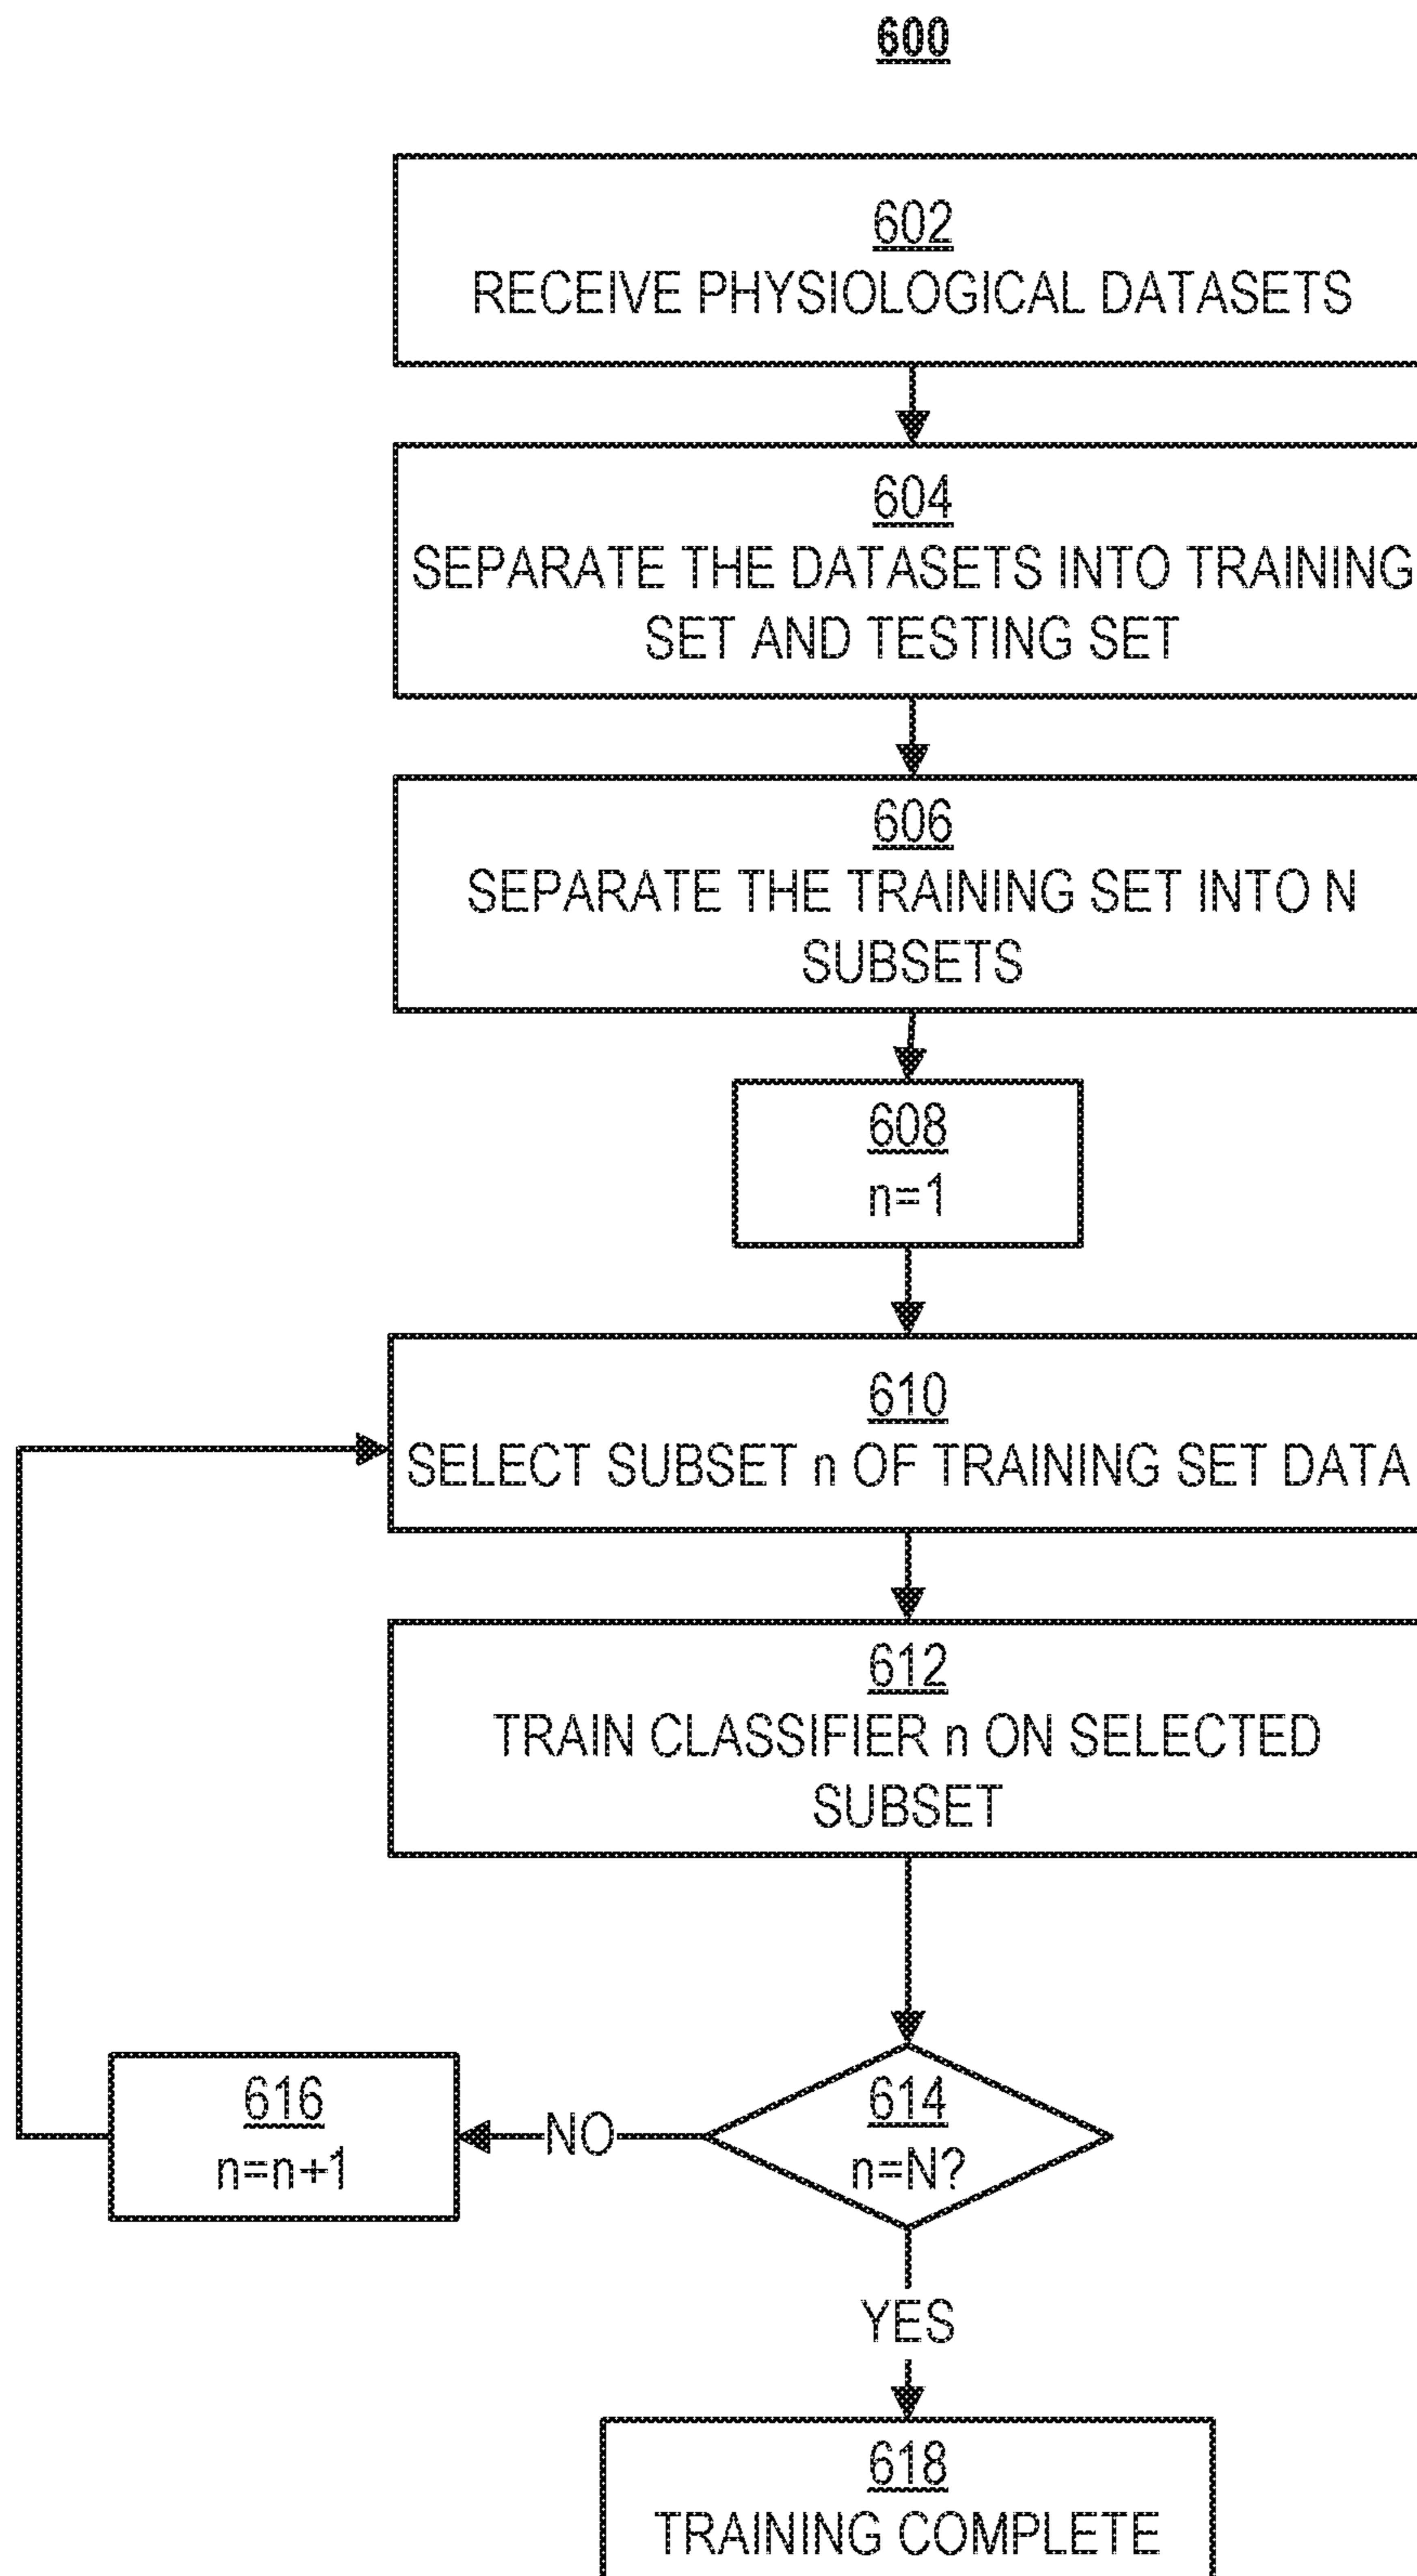 600
602
RECEIVE PHYSIOLOGICAL DATASETS
604
SEPARATE THE DATASETS INTO TRAINING
SET AND TESTING SET
606
SEPARATE THE TRAINING SET INTO N
SUBSETS
608
n=1
610
SELECT SUBSET n OF TRAINING SET DATA
612
TRAIN CLASSIFIER n ON SELECTED
SUBSET
614
n=N?
NO
616
n=n+1
YES
618
TRAINING COMPLETE